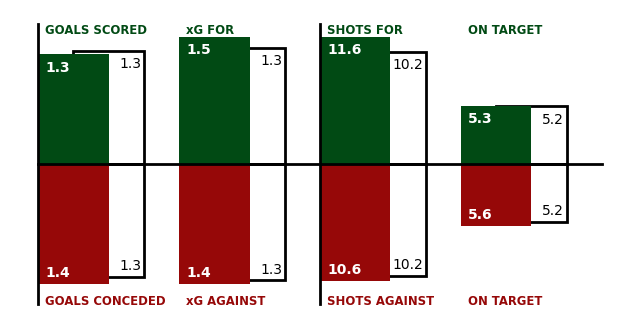 GOALS SCORED xG FOR SHOTS FOR ON TARGET
1.3 1.3 1.5 1.3 11.6 10.2 5.3 5.2
1.4 1.3 1.4 1.3 10.6 10.2 5.6 5.2
GOALS CONCEDED xG AGAINST SHOTS AGAINST ON TARGET